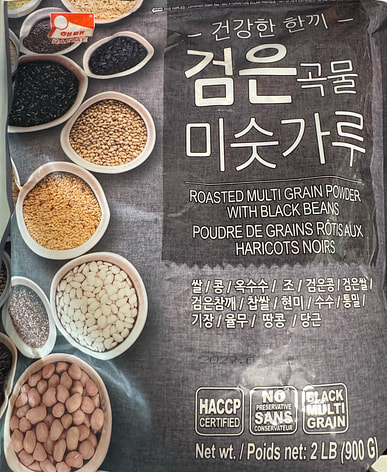 해태
- 건강한 한끼 -
검은곡물
미숫가루
ROASTED MULTI GRAIN POWDER
WITH BLACK BEANS
POUDRE DE GRAINS RÔTIS AUX
HARICOTS NOIRS
쌀 / 콩 / 옥수수 / 조 / 검은콩 / 검은쌀 /
검은참깨 / 찹쌀 / 현미 / 수수 / 통밀 /
기장 / 율무 / 땅콩 / 당근
HACCP
CERTIFIED
NO
PRESERVATIVE
SANS
CONSERVATEUR
BLACK
MULTI
GRAIN
Net wt. / Poids net: 2 LB (900 G)